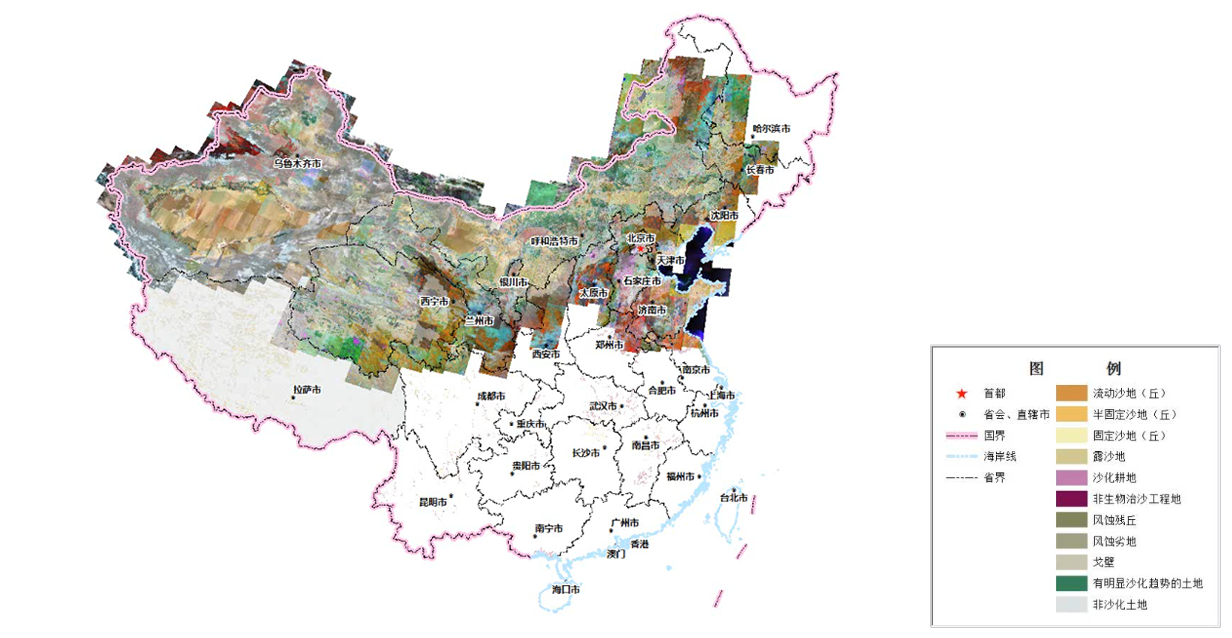 哈尔滨市
长春市
乌鲁木齐市
沈阳市
呼和浩特市
北京市
天津市
银川市
石家庄市
太原市
西宁市
济南市
兰州市
郑州市
西安市
南京市
拉萨市
合肥市
上海市
成都市
武汉市
杭州市
重庆市
南昌市
长沙市
贵阳市
福州市
昆明市
台北市
广州市
南宁市
香港
澳门
海口市
图 例
首都
省会、直辖市
国界
海岸线
省界
流动沙地（丘）
半固定沙地（丘）
固定沙地（丘）
露沙地
沙化耕地
非生物治沙工程地
风蚀残丘
风蚀劣地
戈壁
有明显沙化趋势的土地
非沙化土地